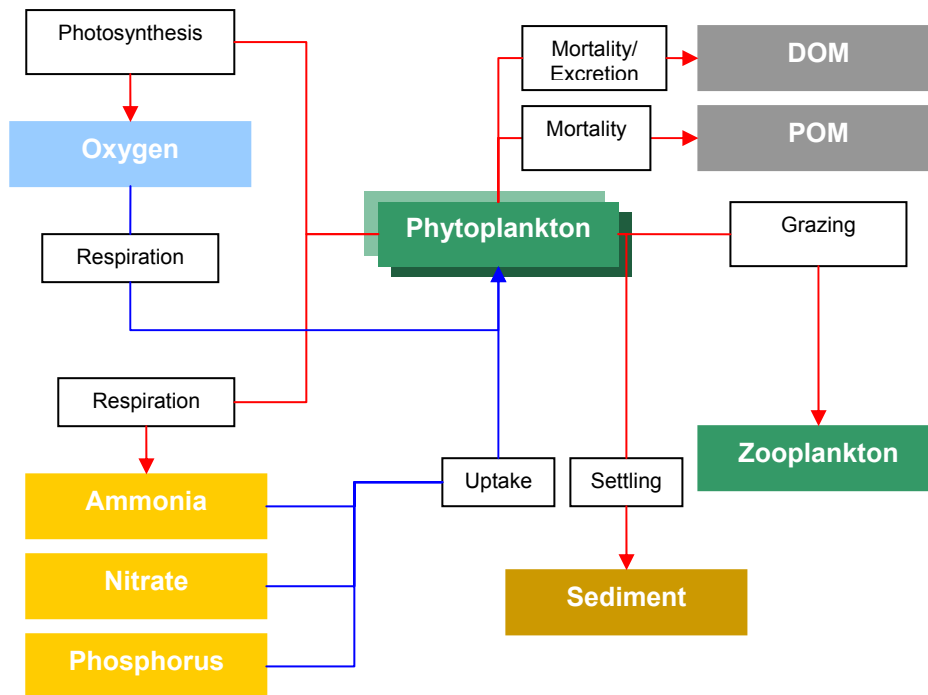 Photosynthesis
Mortality/
Excretion
DOM
Mortality
POM
Oxygen
Phytoplankton
Grazing
Respiration
Respiration
Zooplankton
Uptake
Settling
Ammonia
Nitrate
Sediment
Phosphorus